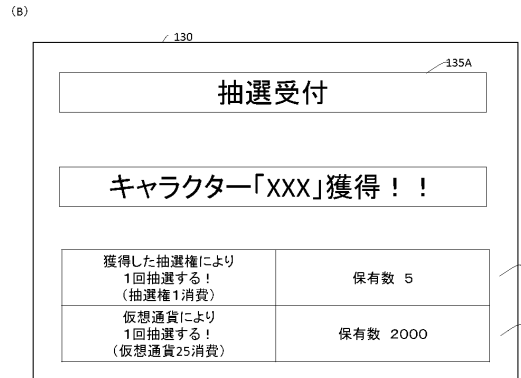 (B)
130
135A
抽選受付
キャラクター「XXX」獲得！！
獲得した抽選権により
1回抽選する！
（抽選権1消費）
保有数 5
仮想通貨により
1回抽選する！
（仮想通貨25消費）
保有数 2000